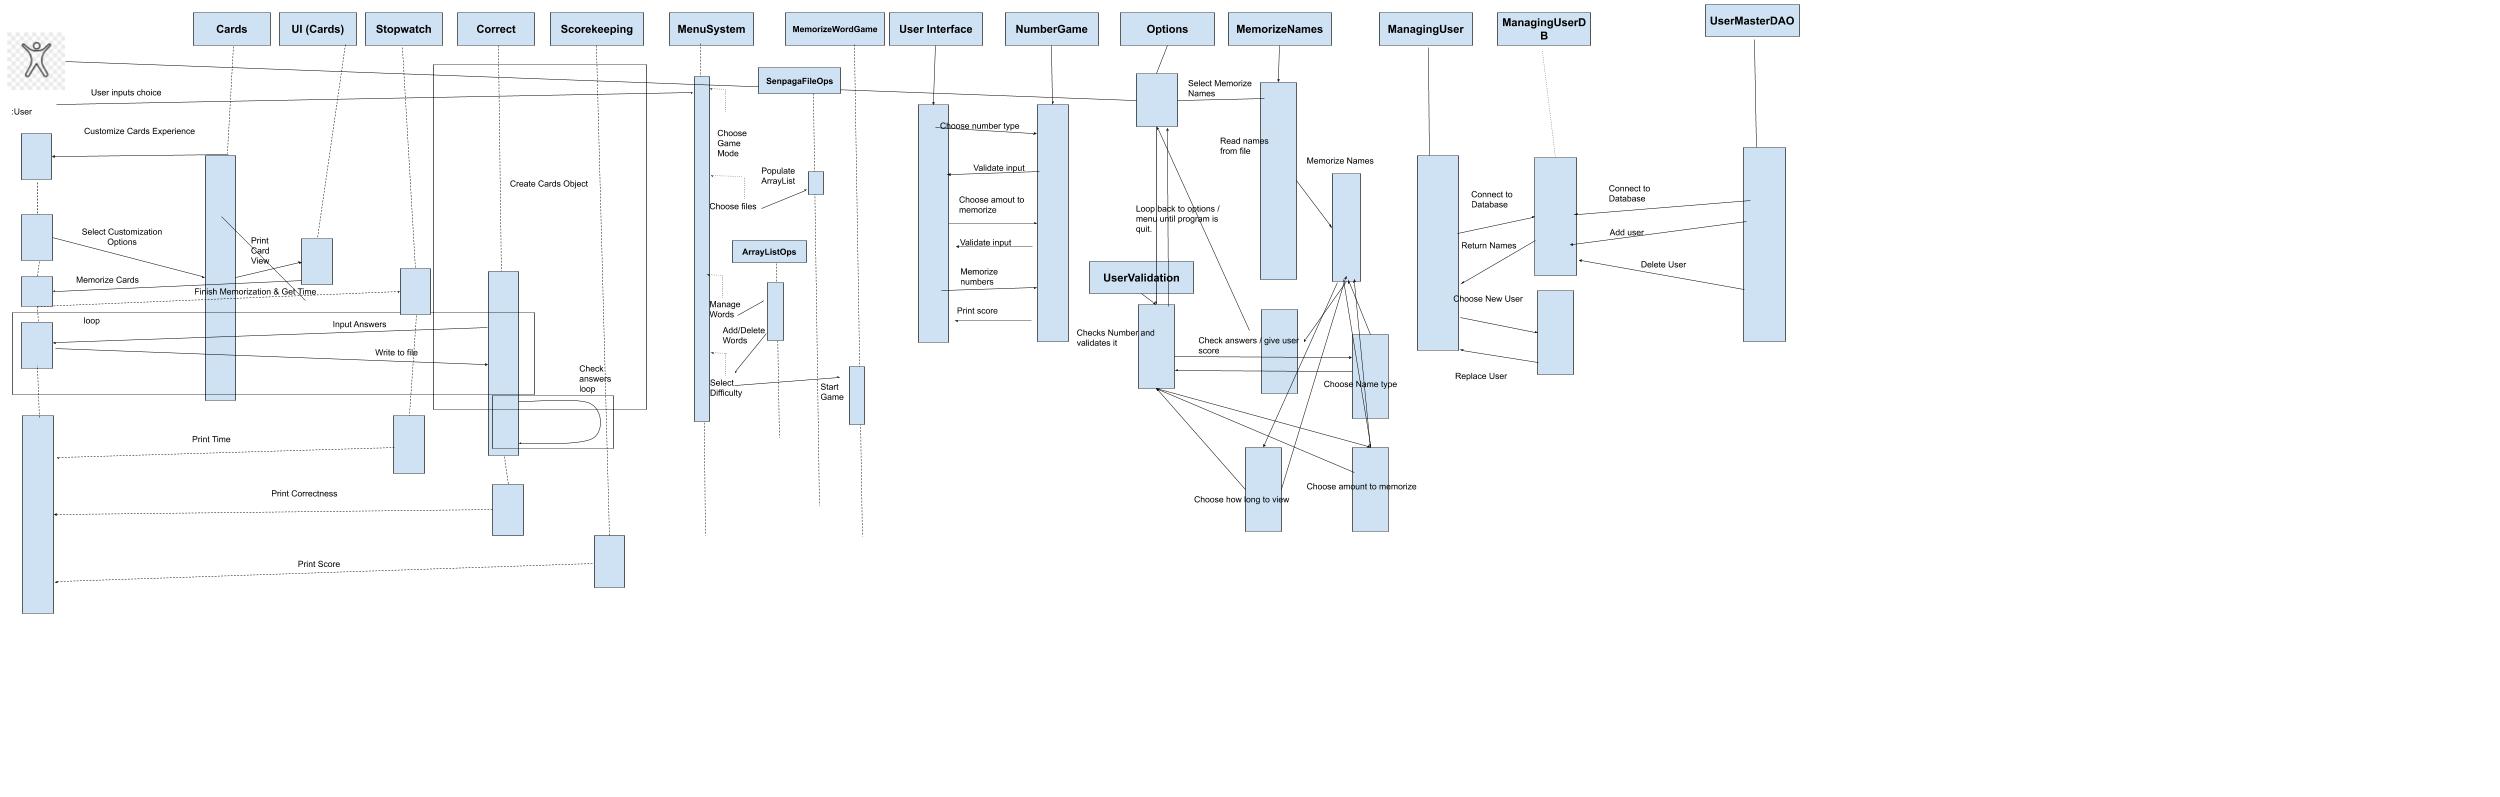 Cards
UI (Cards)
Stopwatch
Correct
Scorekeeping
MenuSystem
MemorizeWordGame
User Interface
NumberGame
Options
MemorizeNames
ManagingUser
ManagingUserD
B
UserMasterDAO
:User
User inputs choice
Customize Cards Experience
Select Customization
Options
Print
Card
View
Memorize Cards
Finish Memorization & Get Time
loop
Input Answers
Write to file
Create Cards Object
Check
answers
loop
Print Time
Print Correctness
Print Score
SenpagaFileOps
Choose
Game
Mode
Populate
ArrayList
Choose files
ArrayListOps
Manage
Words
Add/Delete
Words
Select
Difficulty
Start
Game
Choose number type
Validate input
Choose amout to
memorize
Validate input
Memorize
numbers
Print score
Select Memorize
Names
Read names
from file
Memorize Names
Loop back to options /
menu until program is
quit.
UserValidation
Checks Number and
validates it
Check answers / give user
score
Choose Name type
Choose how long to view
Choose amount to memorize
Connect to
Database
Return Names
Choose New User
Replace User
Connect to
Database
Add user
Delete User